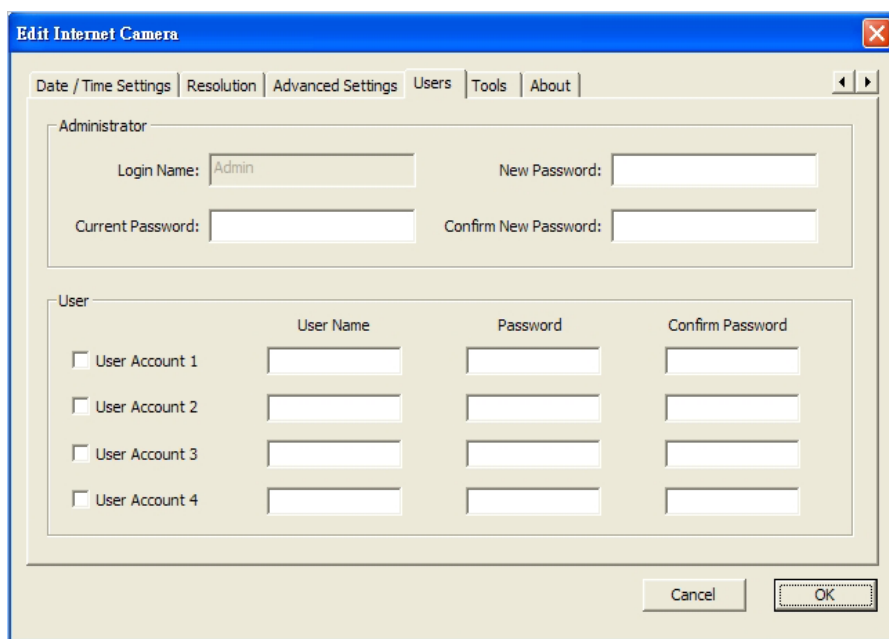 Edit Internet Camera
Date / Time Settings Resolution Advanced Settings Users Tools About
Administrator
Login Name: Admin New Password:
Current Password: Confirm New Password:
User
User Name Password Confirm Password
User Account 1
User Account 2
User Account 3
User Account 4
Cancel OK